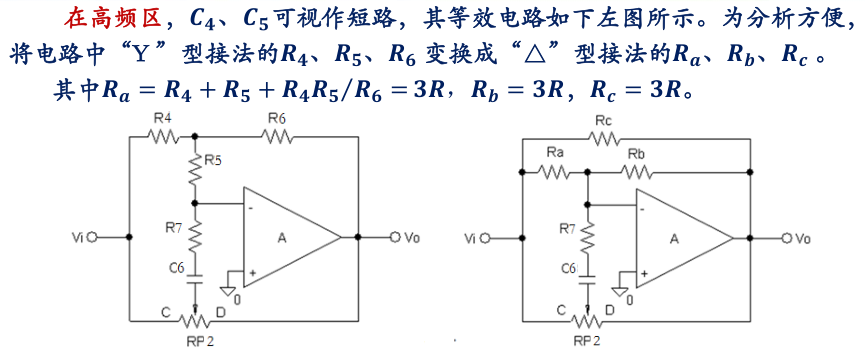 在高频区，C₄、C₅可视作短路，其等效电路如下左图所示。为分析方便，
将电路中“Y”型接法的R₄、R₅、R₆ 变换成“△”型接法的Rₐ、R_b、R_c 。
其中Rₐ = R₄ + R₅ + R₄R₅/R₆ = 3R，R_b = 3R，R_c = 3R。
R4
R6
R5
-
R7
A
Vi
Vo
C6
+
0
C
D
RP2
Rc
Ra
Rb
-
R7
A
Vi
Vo
C6
+
0
C
D
RP2